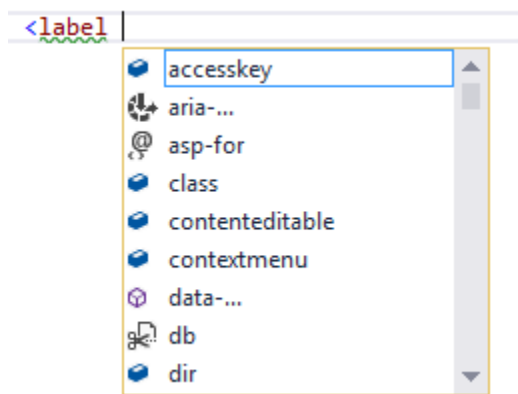 <label
accesskey
aria-...
asp-for
class
contenteditable
contextmenu
data-...
db
dir